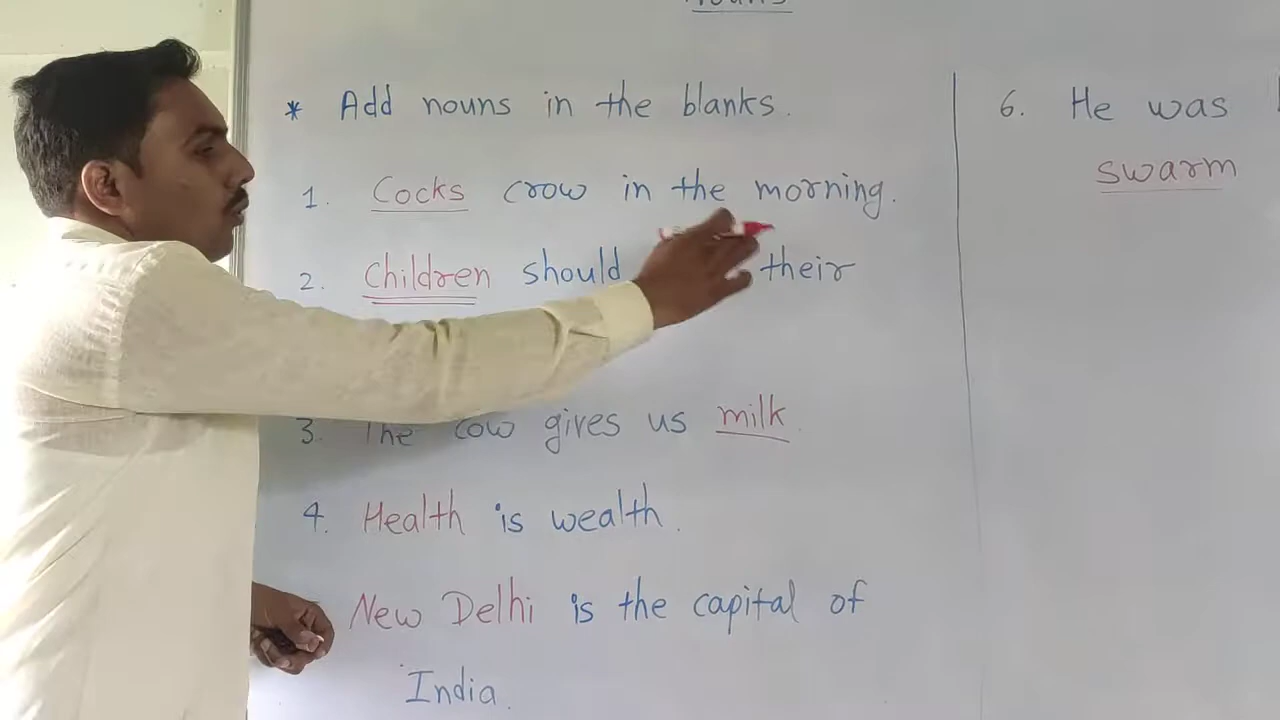 Nouns
* Add nouns in the blanks.
1. Cocks crow in the morning.
2. Children should their
3. The cow gives us milk.
4. Health is wealth.
New Delhi is the capital of
India.
6. He was
swarm